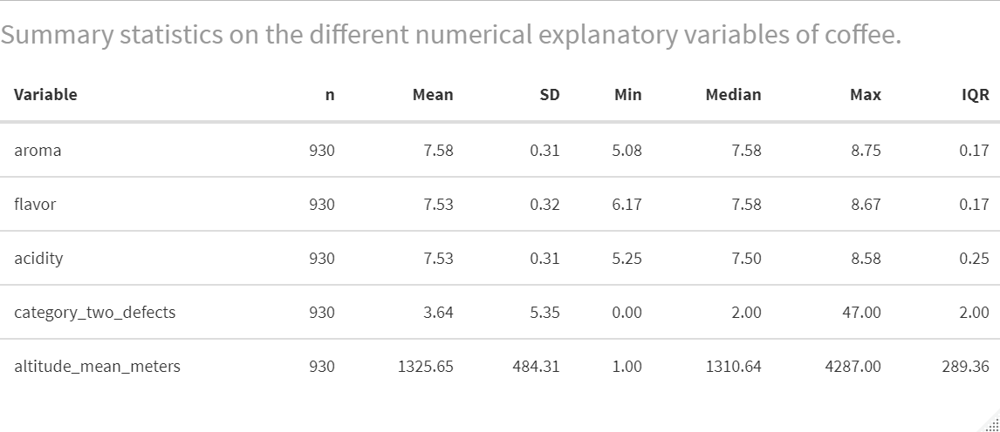 Summary statistics on the different numerical explanatory variables of coffee.
Variable n Mean SD Min Median Max IQR
aroma 930 7.58 0.31 5.08 7.58 8.75 0.17
flavor 930 7.53 0.32 6.17 7.58 8.67 0.17
acidity 930 7.53 0.31 5.25 7.50 8.58 0.25
category_two_defects 930 3.64 5.35 0.00 2.00 47.00 2.00
altitude_mean_meters 930 1325.65 484.31 1.00 1310.64 4287.00 289.36